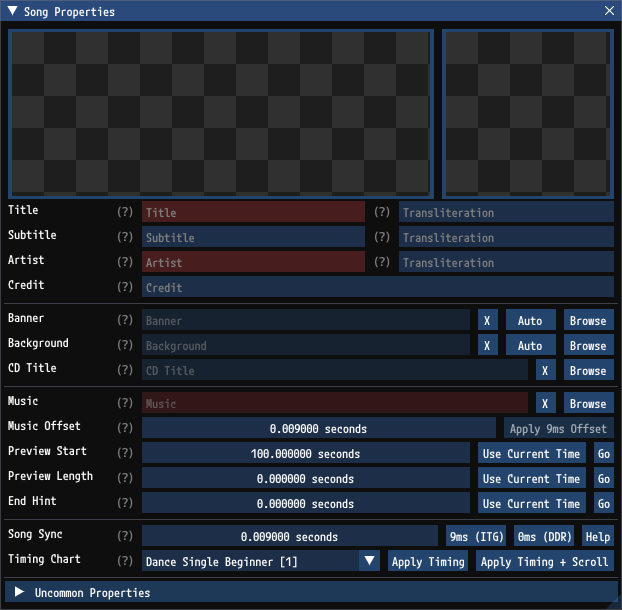 ▼ Song Properties X
Title (?) Title (?) Transliteration
Subtitle (?) Subtitle (?) Transliteration
Artist (?) Artist (?) Transliteration
Credit (?) Credit
Banner (?) Banner X Auto Browse
Background (?) Background X Auto Browse
CD Title (?) CD Title X Browse
Music (?) Music X Browse
Music Offset (?) 0.009000 seconds Apply 9ms Offset
Preview Start (?) 100.000000 seconds Use Current Time Go
Preview Length (?) 0.000000 seconds Use Current Time Go
End Hint (?) 0.000000 seconds Use Current Time Go
Song Sync (?) 0.009000 seconds 9ms (ITG) 0ms (DDR) Help
Timing Chart (?) Dance Single Beginner [1] ▼ Apply Timing Apply Timing + Scroll
▶ Uncommon Properties